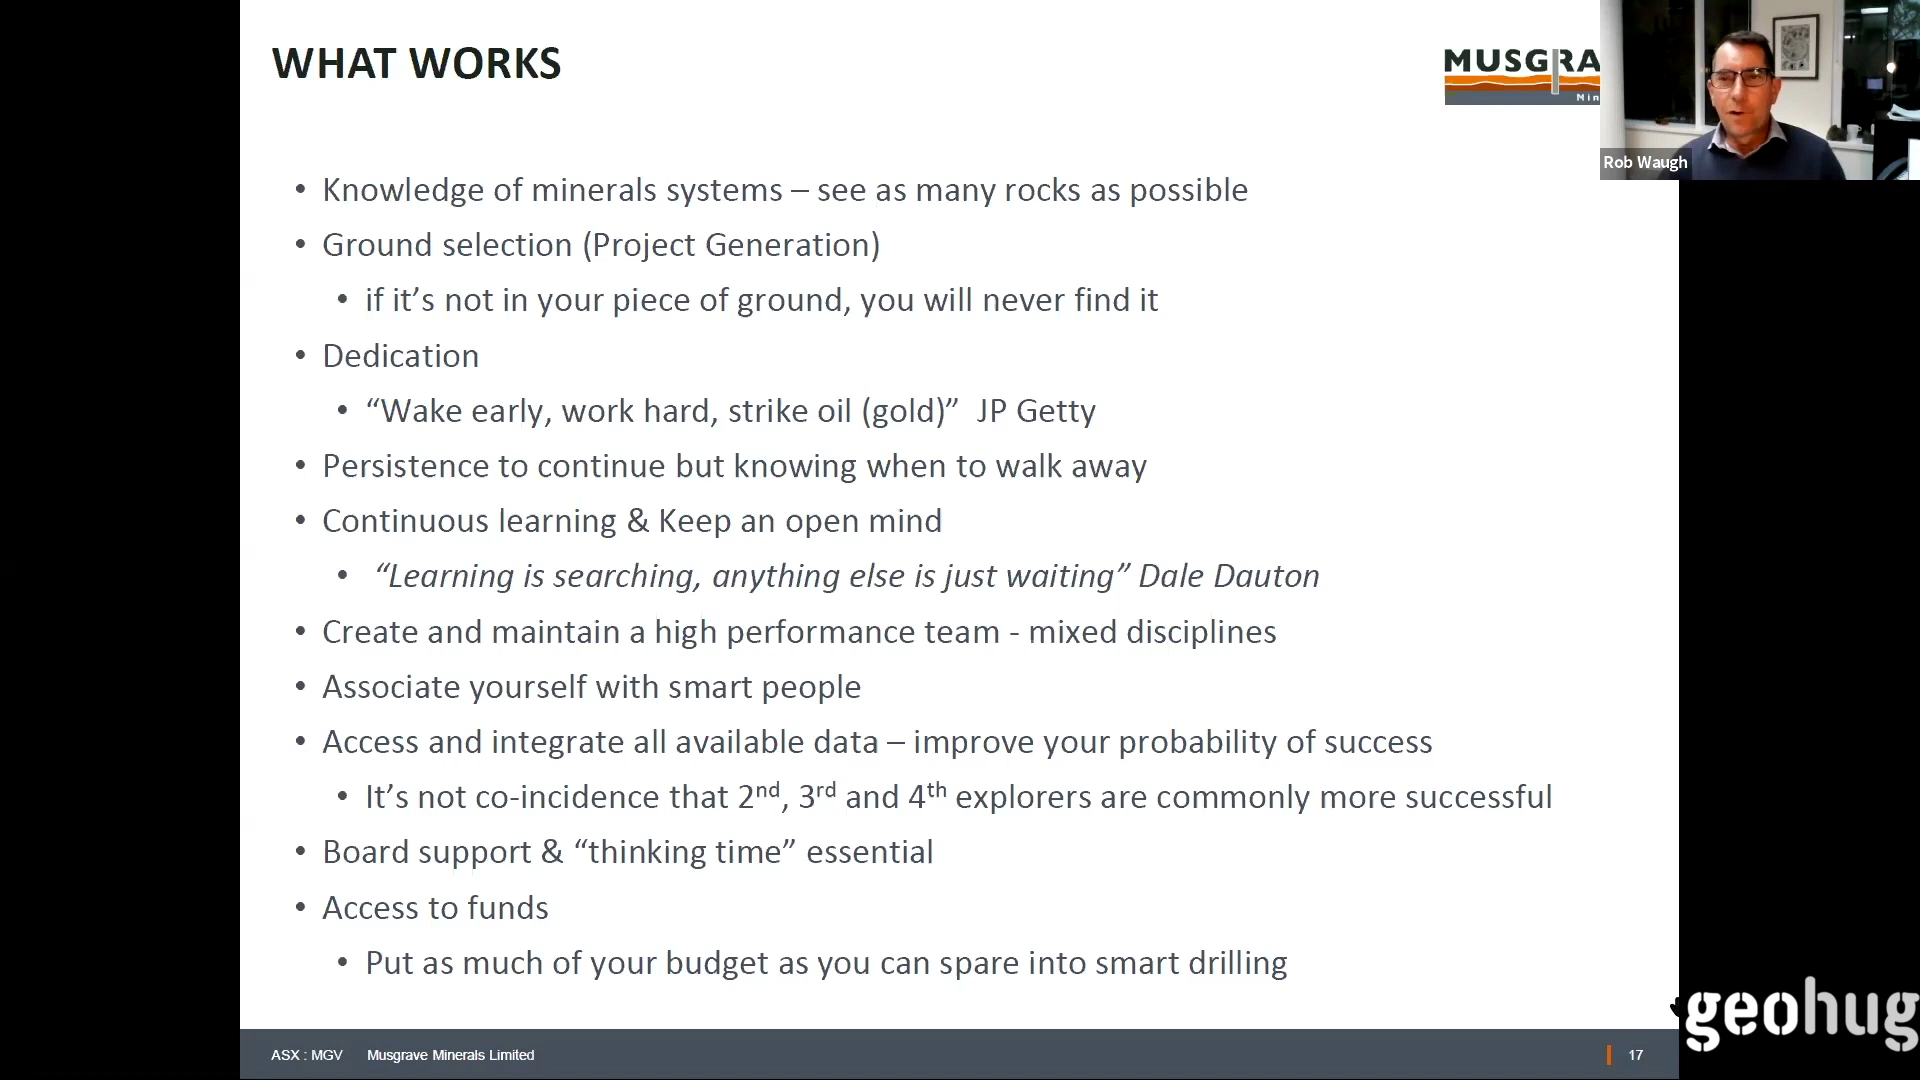 WHAT WORKS
MUSGRA
Min
Rob Waugh
• Knowledge of minerals systems – see as many rocks as possible
• Ground selection (Project Generation)
• if it’s not in your piece of ground, you will never find it
• Dedication
• “Wake early, work hard, strike oil (gold)” JP Getty
• Persistence to continue but knowing when to walk away
• Continuous learning & Keep an open mind
• “Learning is searching, anything else is just waiting” Dale Dauton
• Create and maintain a high performance team - mixed disciplines
• Associate yourself with smart people
• Access and integrate all available data – improve your probability of success
• It’s not co-incidence that 2nd, 3rd and 4th explorers are commonly more successful
• Board support & “thinking time” essential
• Access to funds
• Put as much of your budget as you can spare into smart drilling
geohug
ASX : MGV Musgrave Minerals Limited 17